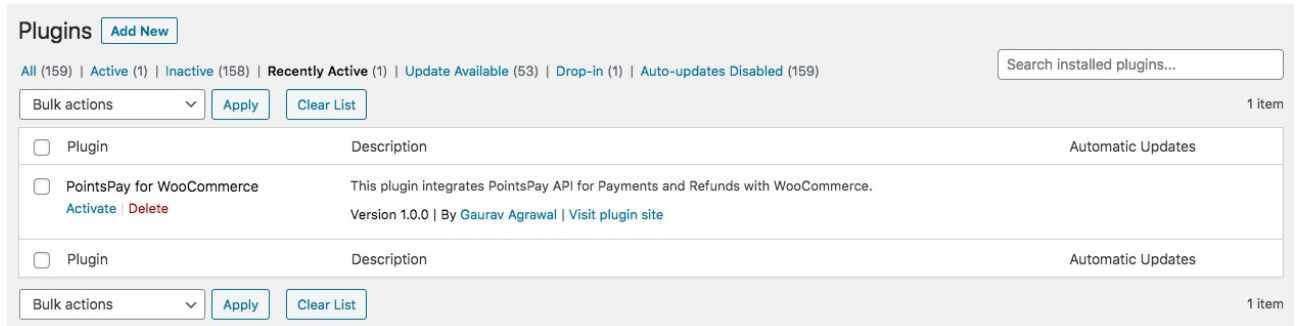 Plugins Add New
All (159) | Active (1) | Inactive (158) | Recently Active (1) | Update Available (53) | Drop-in (1) | Auto-updates Disabled (159)
Search installed plugins...
Bulk actions Apply Clear List 1 item
Plugin Description Automatic Updates
PointsPay for WooCommerce This plugin integrates PointsPay API for Payments and Refunds with WooCommerce.
Activate | Delete Version 1.0.0 | By Gaurav Agrawal | Visit plugin site
Plugin Description Automatic Updates
Bulk actions Apply Clear List 1 item